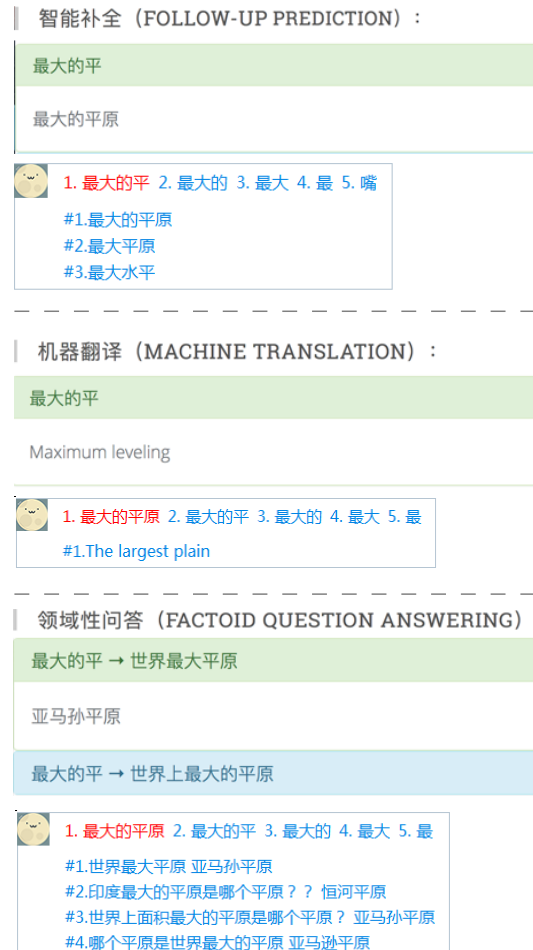 智能补全（FOLLOW-UP PREDICTION）：
最大的平
最大的平原
1. 最大的平 2. 最大的 3. 最大 4. 最 5. 嘴
#1.最大的平原
#2.最大平原
#3.最大水平
机器翻译（MACHINE TRANSLATION）：
最大的平
Maximum leveling
1. 最大的平原 2. 最大的平 3. 最大的 4. 最大 5. 最
#1.The largest plain
领域性问答（FACTOID QUESTION ANSWERING）
最大的平 → 世界最大平原
亚马孙平原
最大的平 → 世界上最大的平原
1. 最大的平原 2. 最大的平 3. 最大的 4. 最大 5. 最
#1.世界最大平原 亚马孙平原
#2.印度最大的平原是哪个平原？？ 恒河平原
#3.世界上面积最大的平原是哪个平原？ 亚马孙平原
#4.哪个平原是世界最大的平原 亚马逊平原